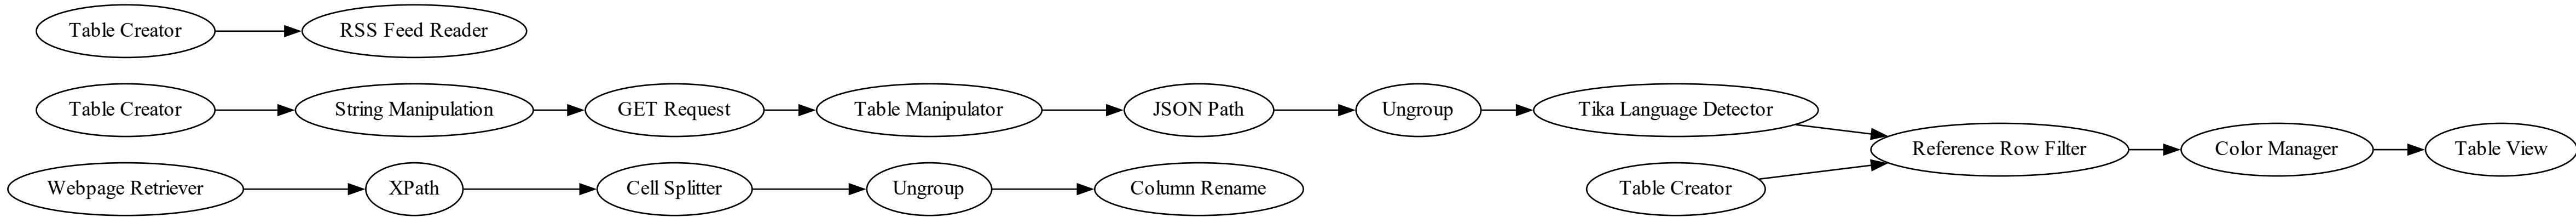 Table Creator
RSS Feed Reader
Table Creator
String Manipulation
GET Request
Table Manipulator
JSON Path
Ungroup
Tika Language Detector
Reference Row Filter
Color Manager
Table View
Webpage Retriever
XPath
Cell Splitter
Ungroup
Column Rename
Table Creator